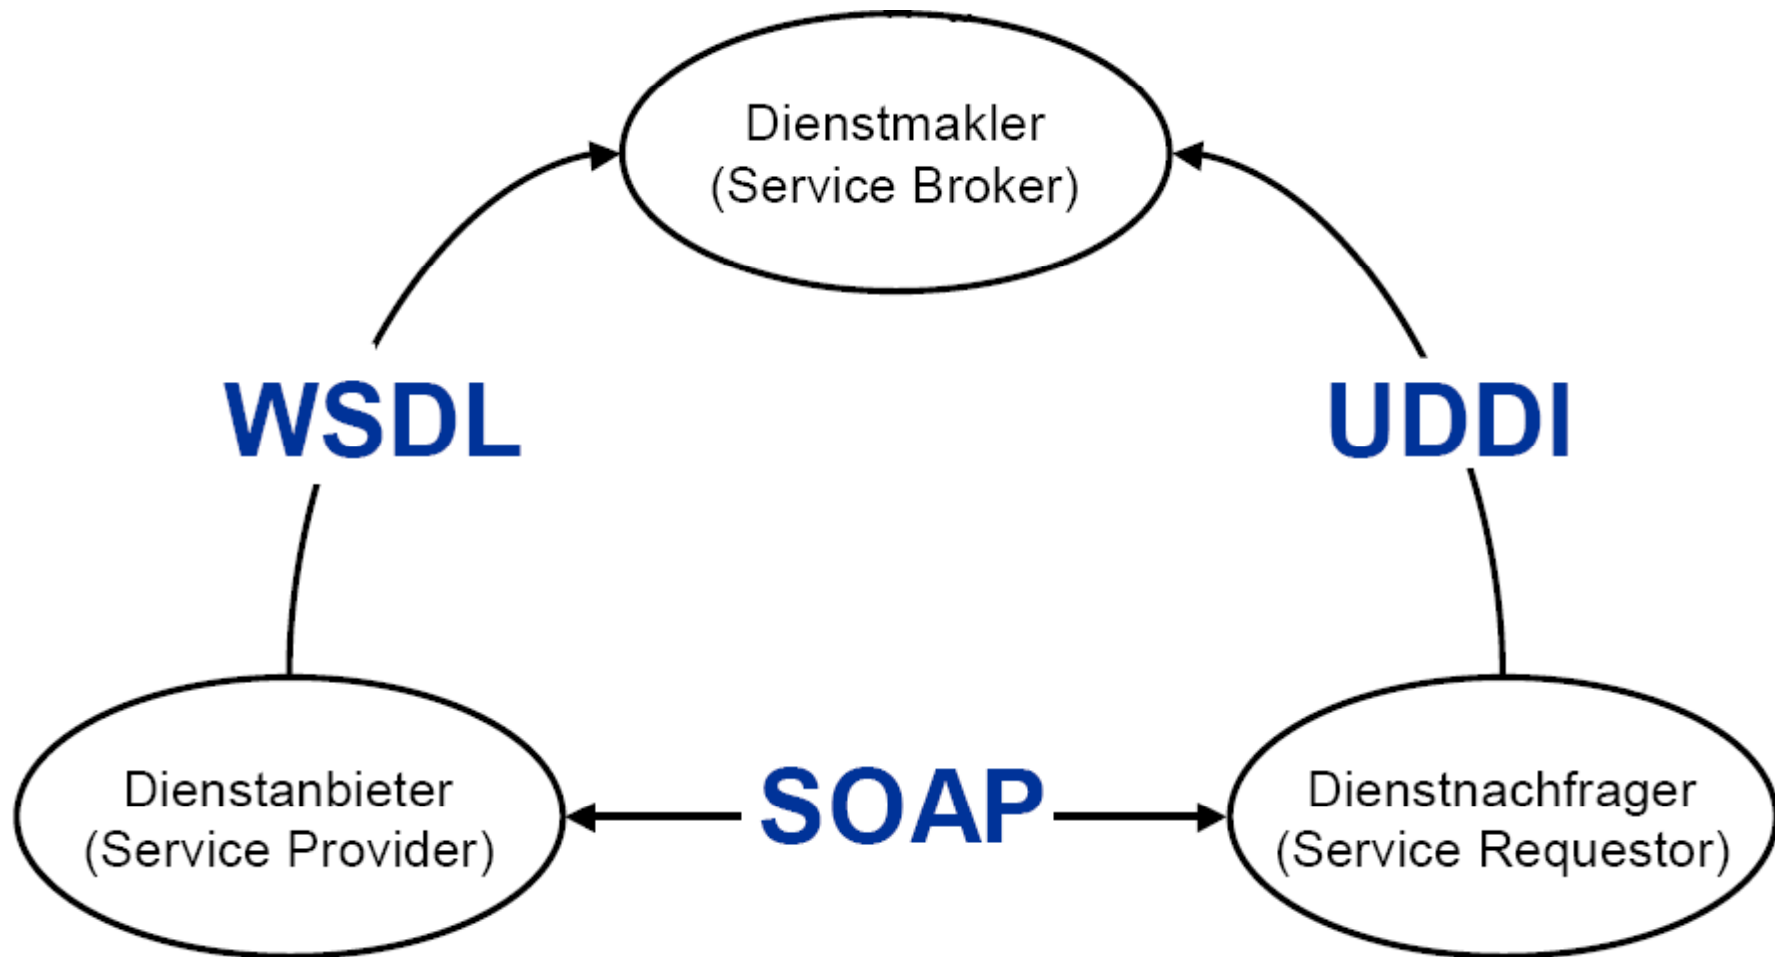 Dienstmakler
(Service Broker)
WSDL
UDDI
Dienstanbieter
(Service Provider)
SOAP
Dienstnachfrager
(Service Requestor)